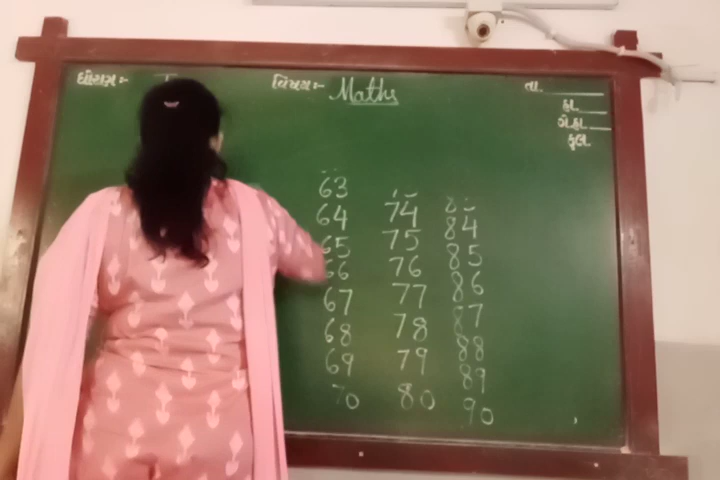 ધોરણ:-
વિષય:- Maths
તા.
હા.
ગે.હા.
કુલ
63
64 74 84
65 75 85
66 76 86
67 77 87
68 78 88
69 79 89
70 80 90